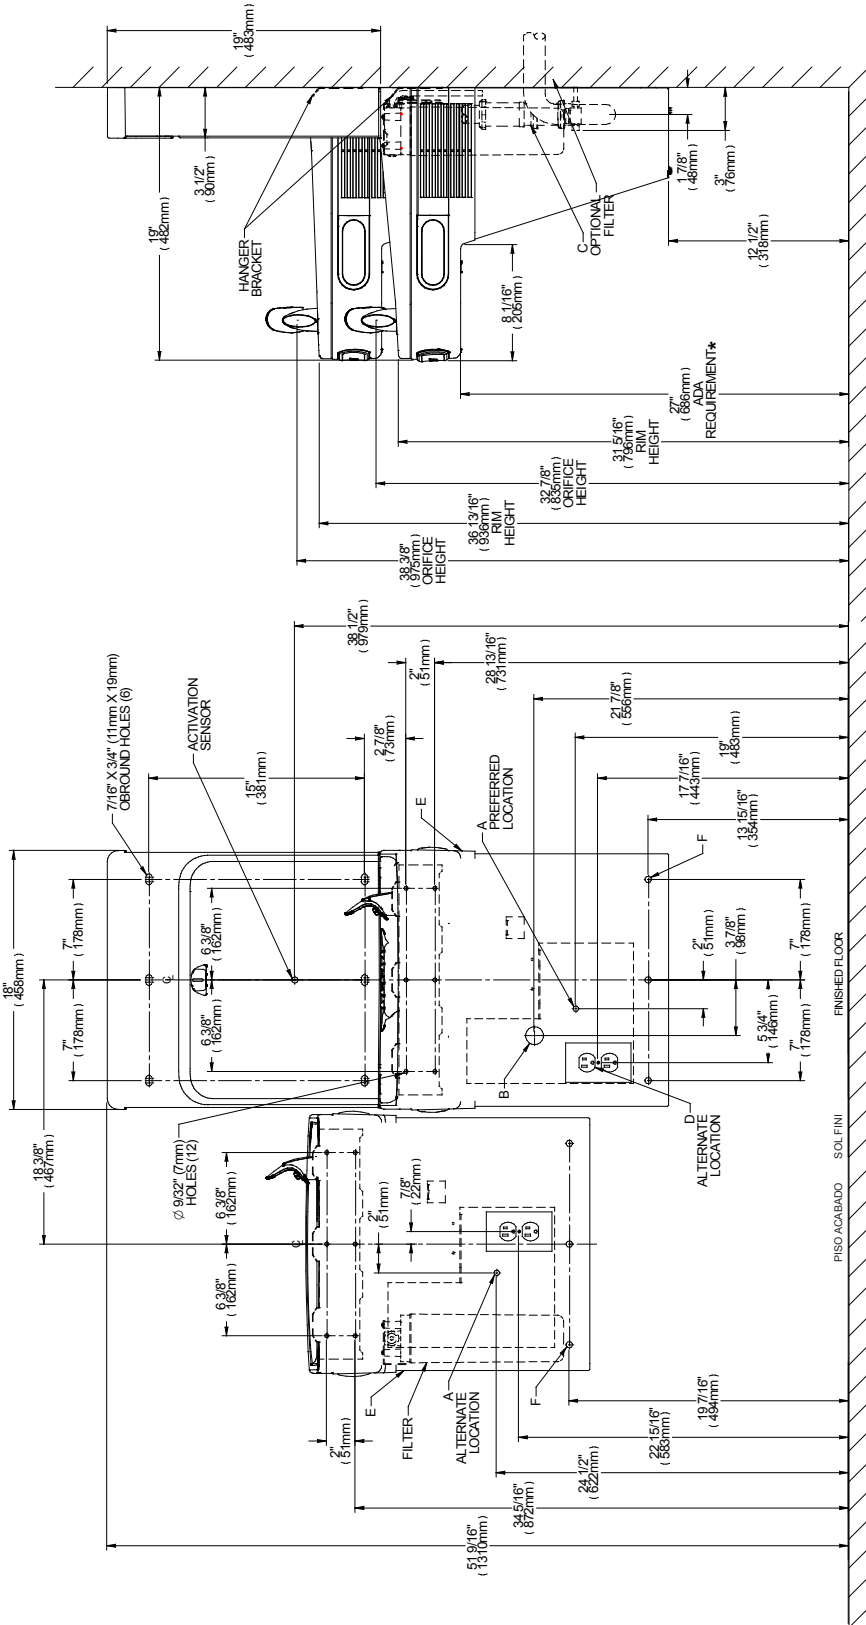 19"
(483mm)
19"
(482mm)
3 1/2"
(90mm)
HANGER
BRACKET
C
OPTIONAL
FILTER
1 7/8"
48mm)
3"
(76mm)
8 1/16"
(205mm)
12 1/2"
(318mm)
27"
(686mm)
ADA
REQUIREMENT*
31 5/16"
(796mm)
RIM
HEIGHT
32 7/8"
(835mm)
ORIFICE
HEIGHT
36 13/16"
(936mm)
RIM
HEIGHT
38 3/8"
(975mm)
ORIFICE
HEIGHT
7/16" X 3/4" (11mm X 19mm)
OBROUND HOLES (6)
ACTIVATION
SENSOR
38 1/2"
(979mm)
15"
(381mm)
2 7/8"
(73mm)
2"
(51mm)
28 13/16"
(731mm)
21 7/8"
(556mm)
19"
(483mm)
17 7/16"
(443mm)
13 15/16"
(354mm)
E
A
PREFERRED
LOCATION
F
18"
(458mm)
7"
(178mm)
7"
(178mm)
18 3/8"
(467mm)
CL
6 3/8"
(162mm)
6 3/8"
(162mm)
2"
(51mm)
3 7/8"
(98mm)
5 3/4"
(146mm)
7"
(178mm)
7"
(178mm)
B
D
ALTERNATE
LOCATION
Ø 9/32" (7mm)
HOLES (12)
6 3/8"
(162mm)
6 3/8"
(162mm)
CL
7/8"
(22mm)
2"
(51mm)
2"
(51mm)
E
FILTER
A
ALTERNATE
LOCATION
F
19 7/16"
(494mm)
22 15/16"
(583mm)
24 1/2"
(622mm)
34 5/16"
(872mm)
51 9/16"
(1310mm)
PISO ACABADO SOL FINI FINISHED FLOOR